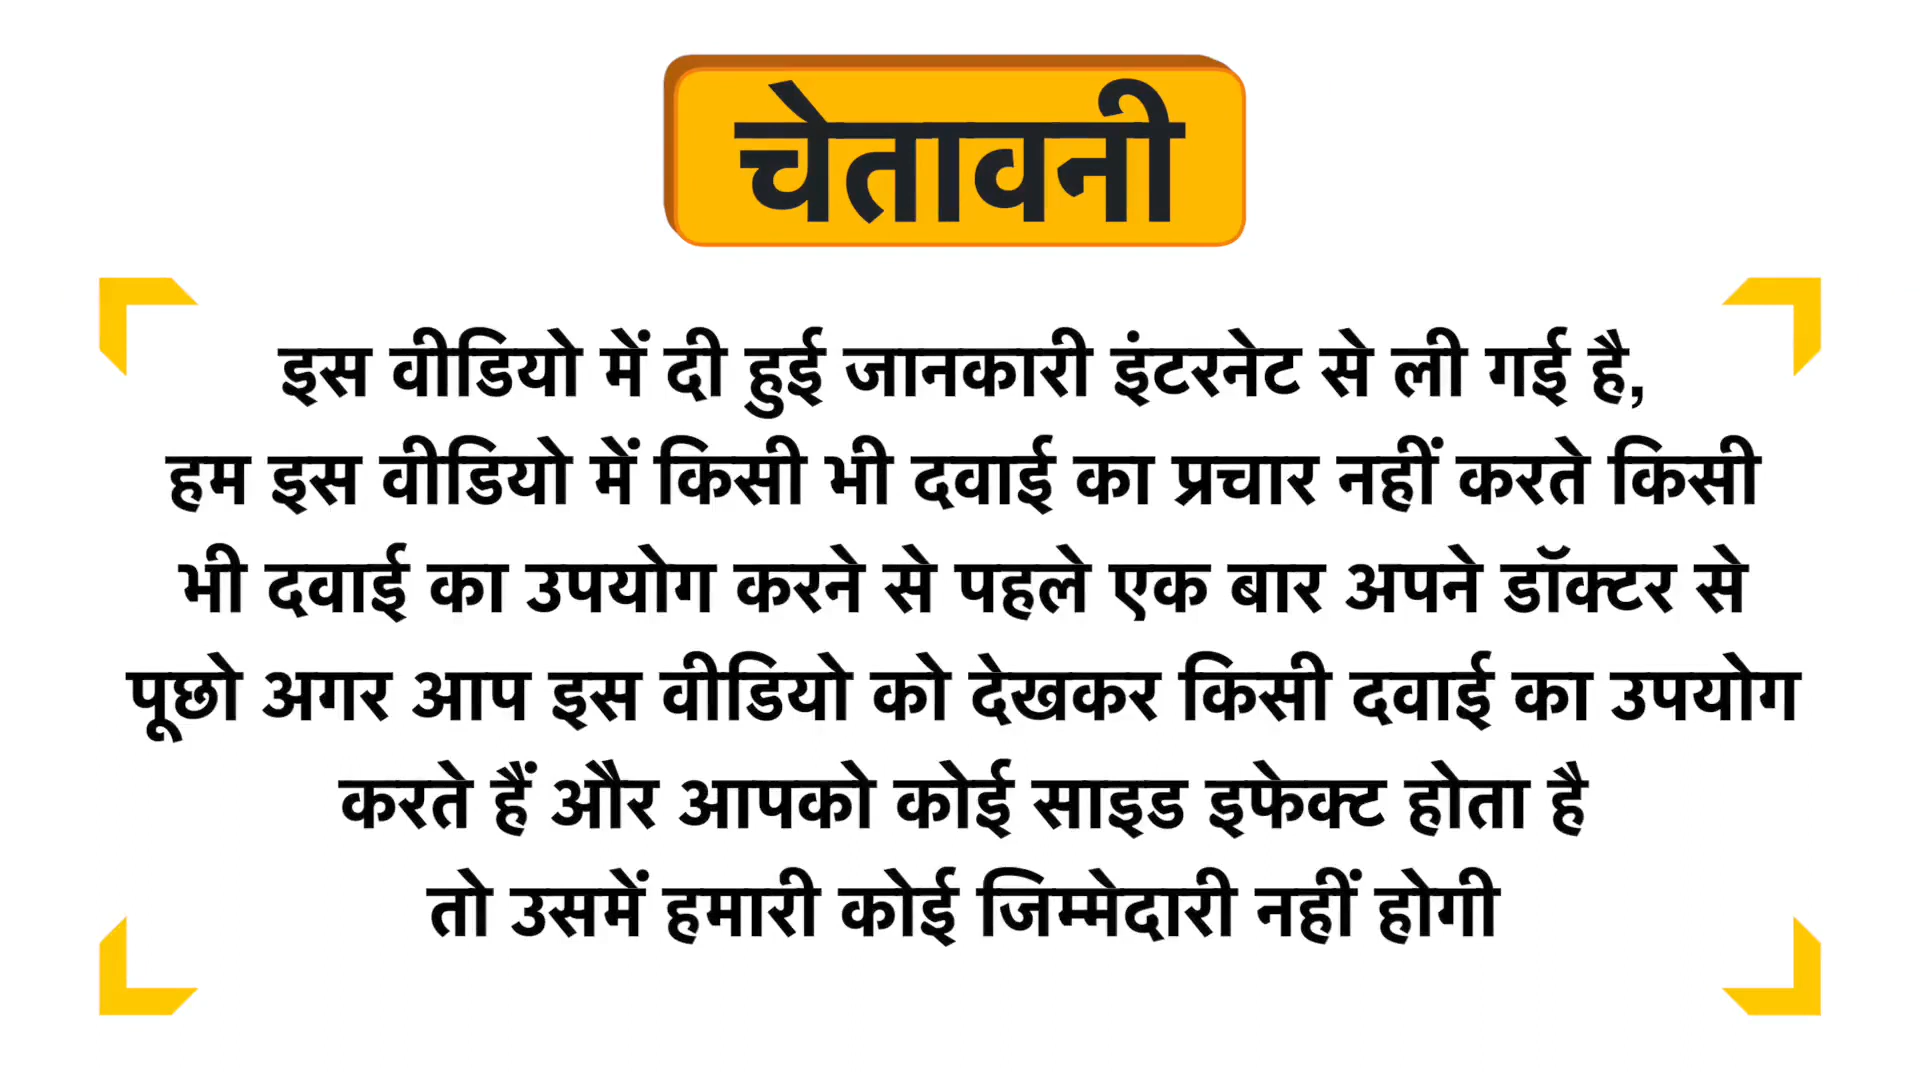 चेतावनी
इस वीडियो में दी हुई जानकारी इंटरनेट से ली गई है,
हम इस वीडियो में किसी भी दवाई का प्रचार नहीं करते किसी
भी दवाई का उपयोग करने से पहले एक बार अपने डॉक्टर से
पूछो अगर आप इस वीडियो को देखकर किसी दवाई का उपयोग
करते हैं और आपको कोई साइड इफेक्ट होता है
तो उसमें हमारी कोई जिम्मेदारी नहीं होगी